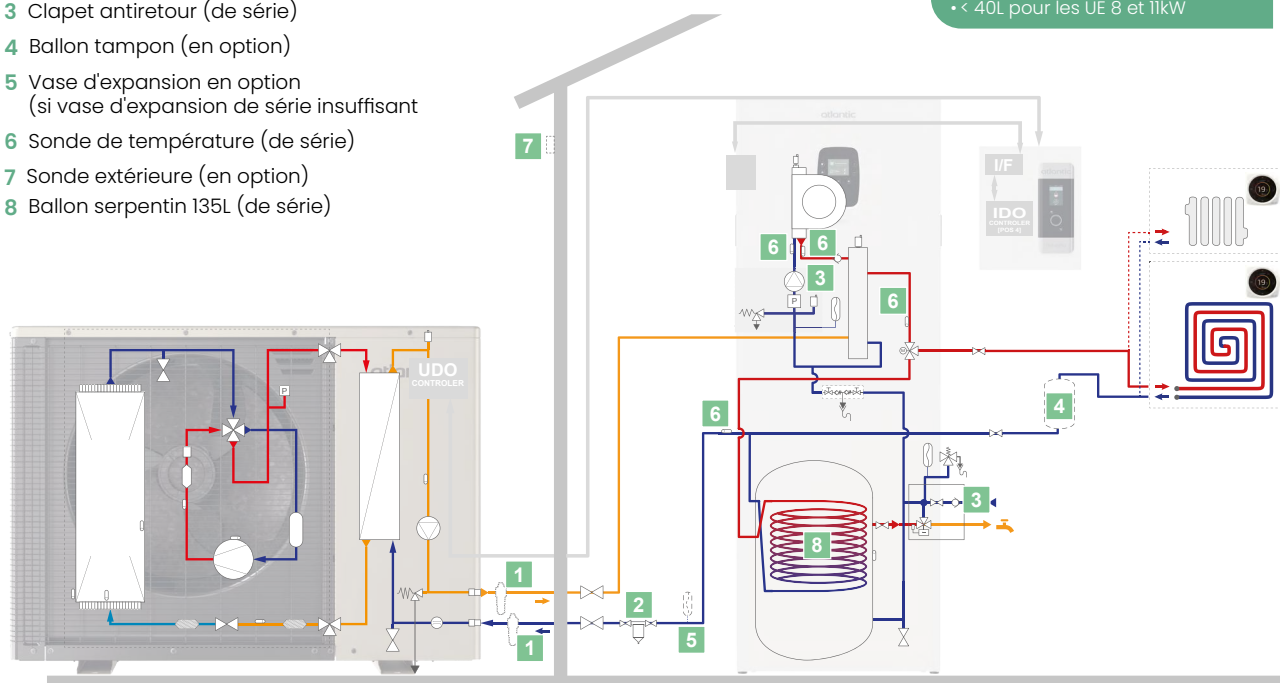 3 Clapet antiretour (de série)
4 Ballon tampon (en option)
5 Vase d'expansion en option
(si vase d'expansion de série insuffisant
6 Sonde de température (de série)
7 Sonde extérieure (en option)
8 Ballon serpentin 135L (de série)
• < 40L pour les UE 8 et 11kW
atlantic
7
I/F
IDO
CONTROLER
(POS 4)
19
6
6
3
P
6
19
UDO
CONTROLER
P
M
6
4
3
8
1
2
5
1